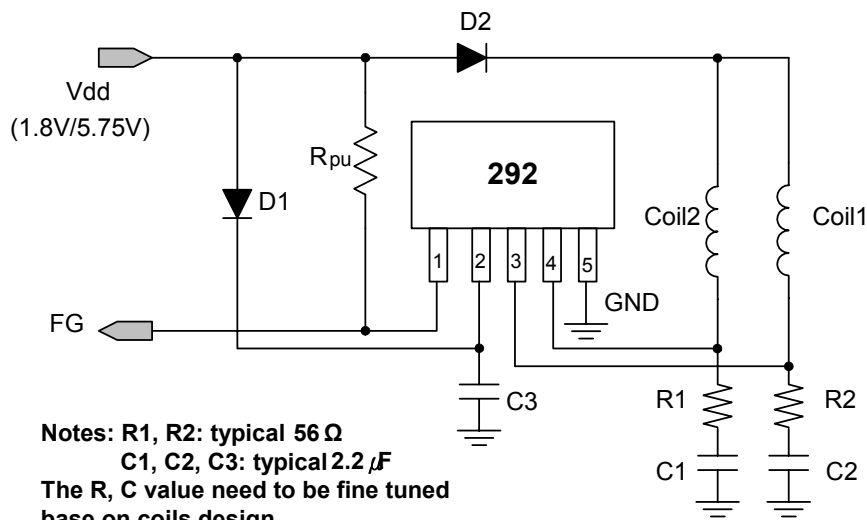 D2
Vdd
(1.8V/5.75V)
Rpu
292
D1
Coil2
Coil1
1 2 3 4 5
GND
FG
C3
R1
R2
C1
C2
Notes: R1, R2: typical 56 Ω
C1, C2, C3: typical 2.2 μF
The R, C value need to be fine tuned
base on coils design